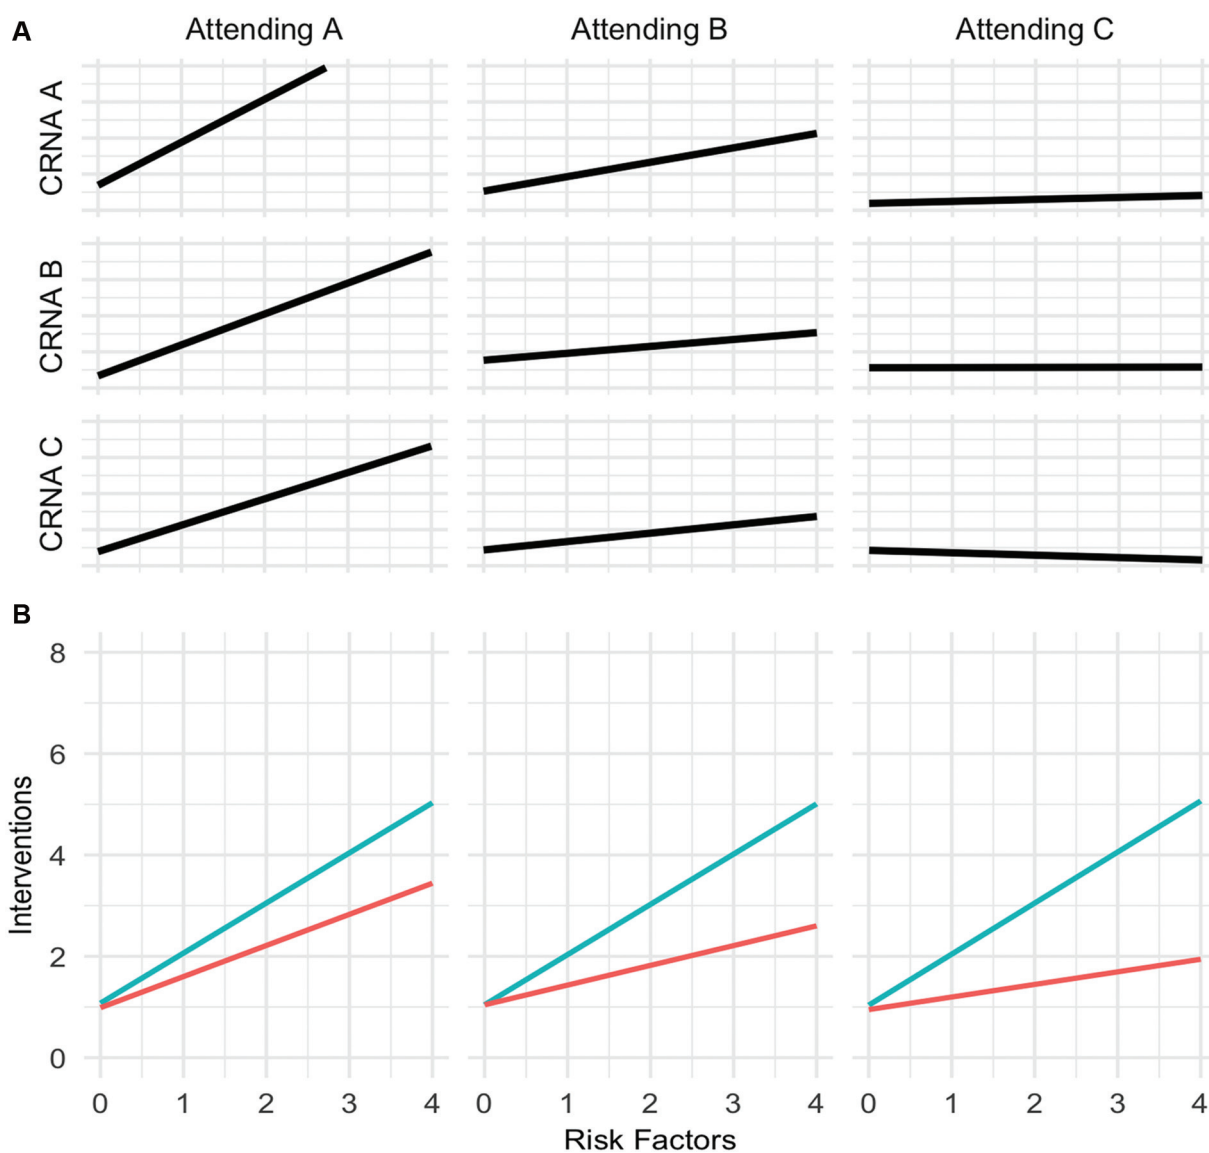 A
Attending A
Attending B
Attending C
CRNA A
CRNA B
CRNA C
B
Interventions
8
6
4
2
0
0 1 2 3 4 0 1 2 3 4 0 1 2 3 4
Risk Factors